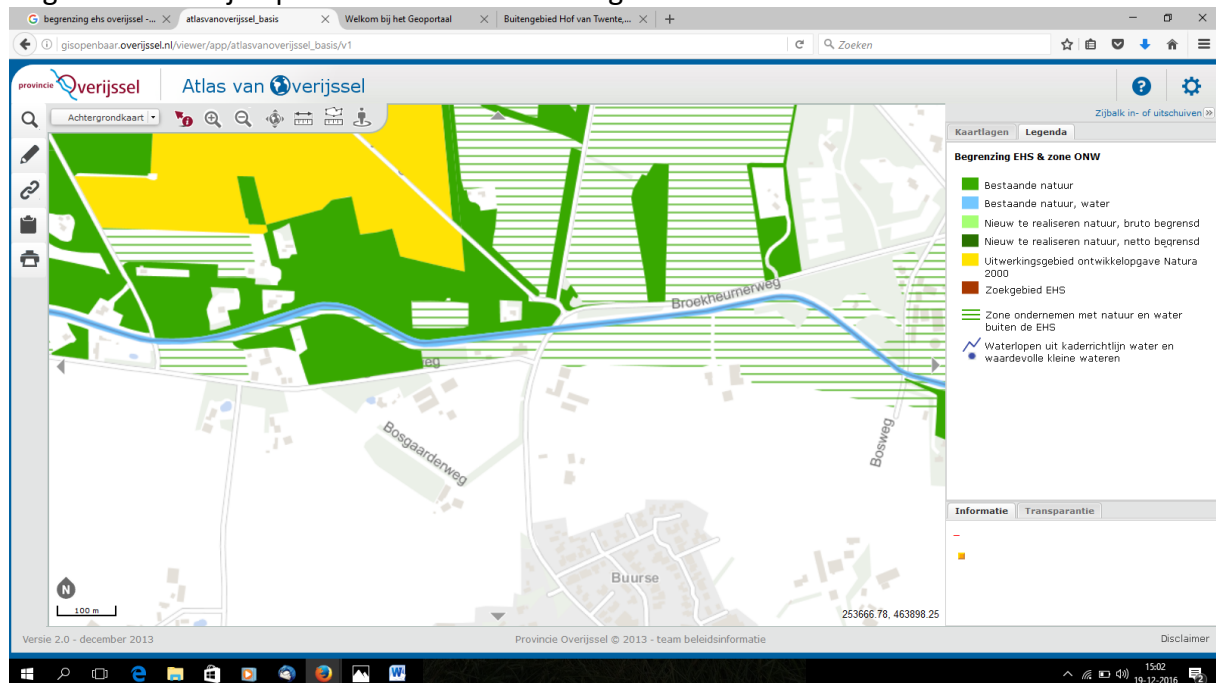 begrenzing ehs overijssel -...
atlasvanoverijssel_basis
Welkom bij het Geoportaal
Buitengebied Hof van Twente,...
gisopenbaar.overijssel.nl/viewer/app/atlasvanoverijssel_basis/v1
Zoeken
provincie Overijssel
Atlas van Overijssel
Zijbalk in- of uitschuiven
Achtergrondkaart
Kaartlagen
Legenda
Begrenzing EHS & zone ONW
Bestaande natuur
Bestaande natuur, water
Nieuw te realiseren natuur, bruto begrensd
Nieuw te realiseren natuur, netto begrensd
Uitwerkingsgebied ontwikkelopgave Natura
2000
Zoekgebied EHS
Zone ondernemen met natuur en water
buiten de EHS
Waterlopen uit kaderrichtlijn water en
waardevolle kleine wateren
Broekheurnerweg
eg
Bosgaarderweg
Bosweg
Buurse
Informatie
Transparantie
N
100 m
253666.78, 463898.25
Versie 2.0 - december 2013
Provincie Overijssel © 2013 - team beleidsinformatie
Disclaimer
15:02
19-12-2016